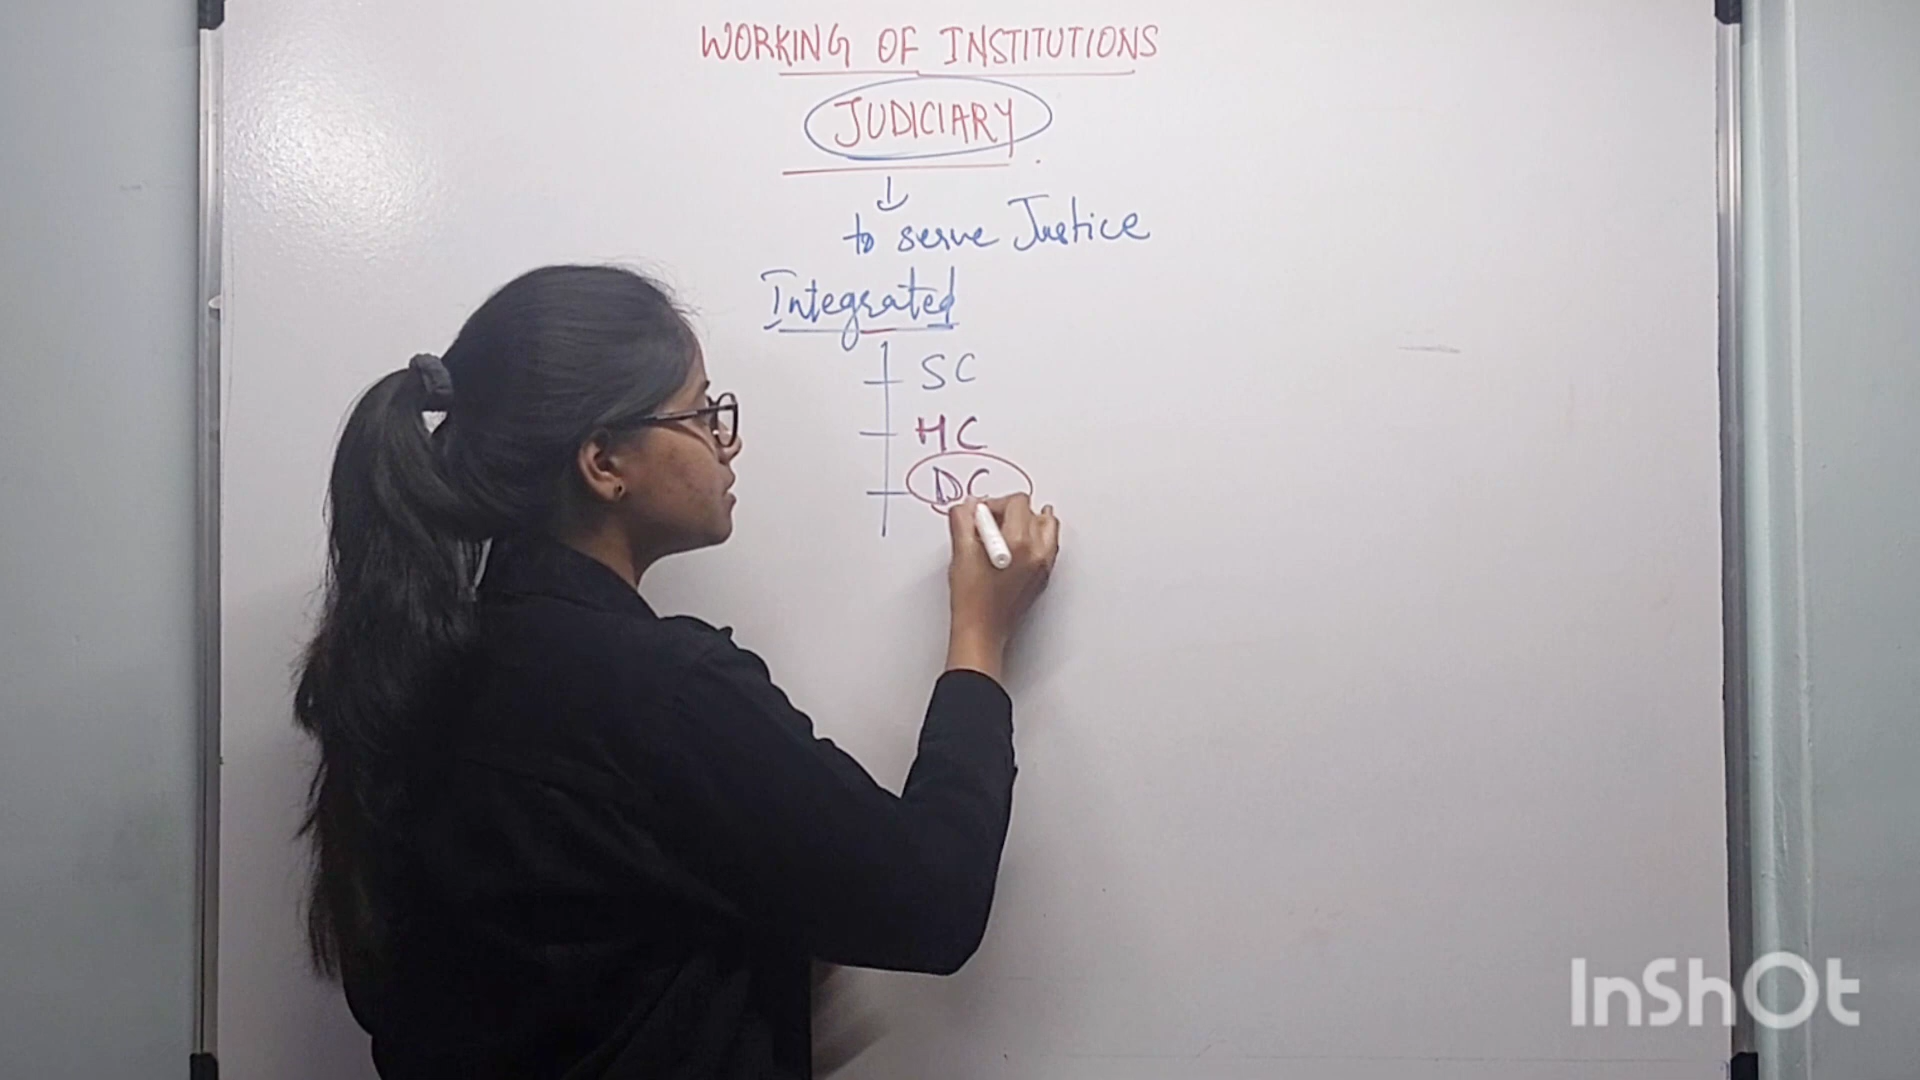 WORKING OF INSTITUTIONS
JUDICIARY
to serve Justice
Integrated
SC
HC
DC
InShOt